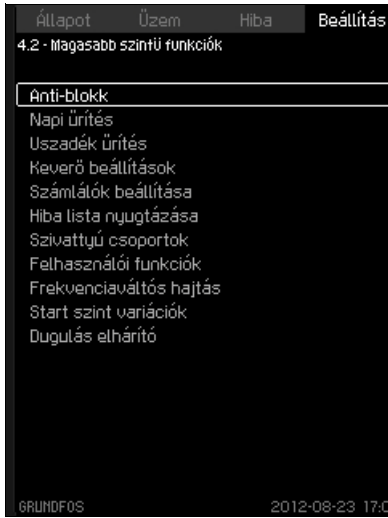 Állapot Üzem Hiba Beállítás
4.2 - Magasabb szintű funkciók
Anti-blokk
Napi ürítés
Uszadék ürítés
Keverő beállítások
Számlálók beállítása
Hiba lista nyugtázása
Szivattyú csoportok
Felhasználói funkciók
Frekvenciaváltós hajtás
Start szint variációk
Dugulás elhárító
GRUNDFOS 2012-08-23